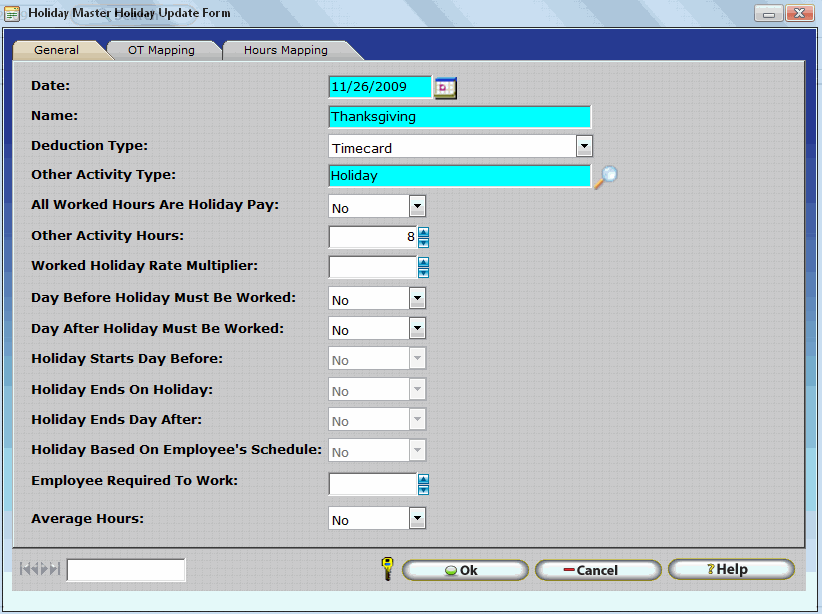 Holiday Master Holiday Update Form
General OT Mapping Hours Mapping
Date: 11/26/2009
Name: Thanksgiving
Deduction Type: Timecard
Other Activity Type: Holiday
All Worked Hours Are Holiday Pay: No
Other Activity Hours: 8
Worked Holiday Rate Multiplier:
Day Before Holiday Must Be Worked: No
Day After Holiday Must Be Worked: No
Holiday Starts Day Before: No
Holiday Ends On Holiday: No
Holiday Ends Day After: No
Holiday Based On Employee's Schedule: No
Employee Required To Work:
Average Hours: No
Ok Cancel ?Help